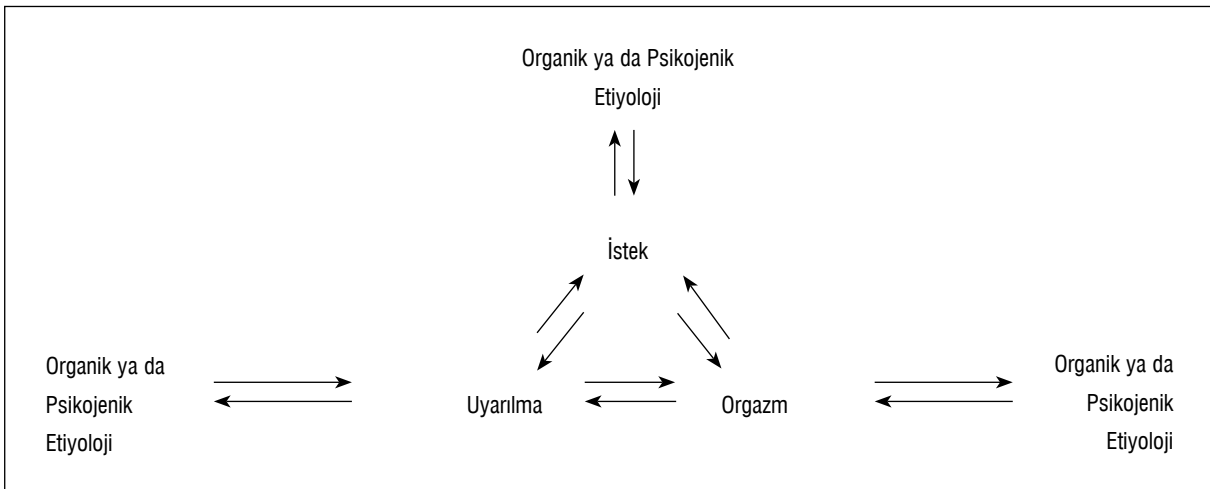 Organik ya da Psikojenik
Etiyoloji
İstek
Organik ya da
Psikojenik
Etiyoloji
Uyarılma
Orgazm
Organik ya da
Psikojenik
Etiyoloji